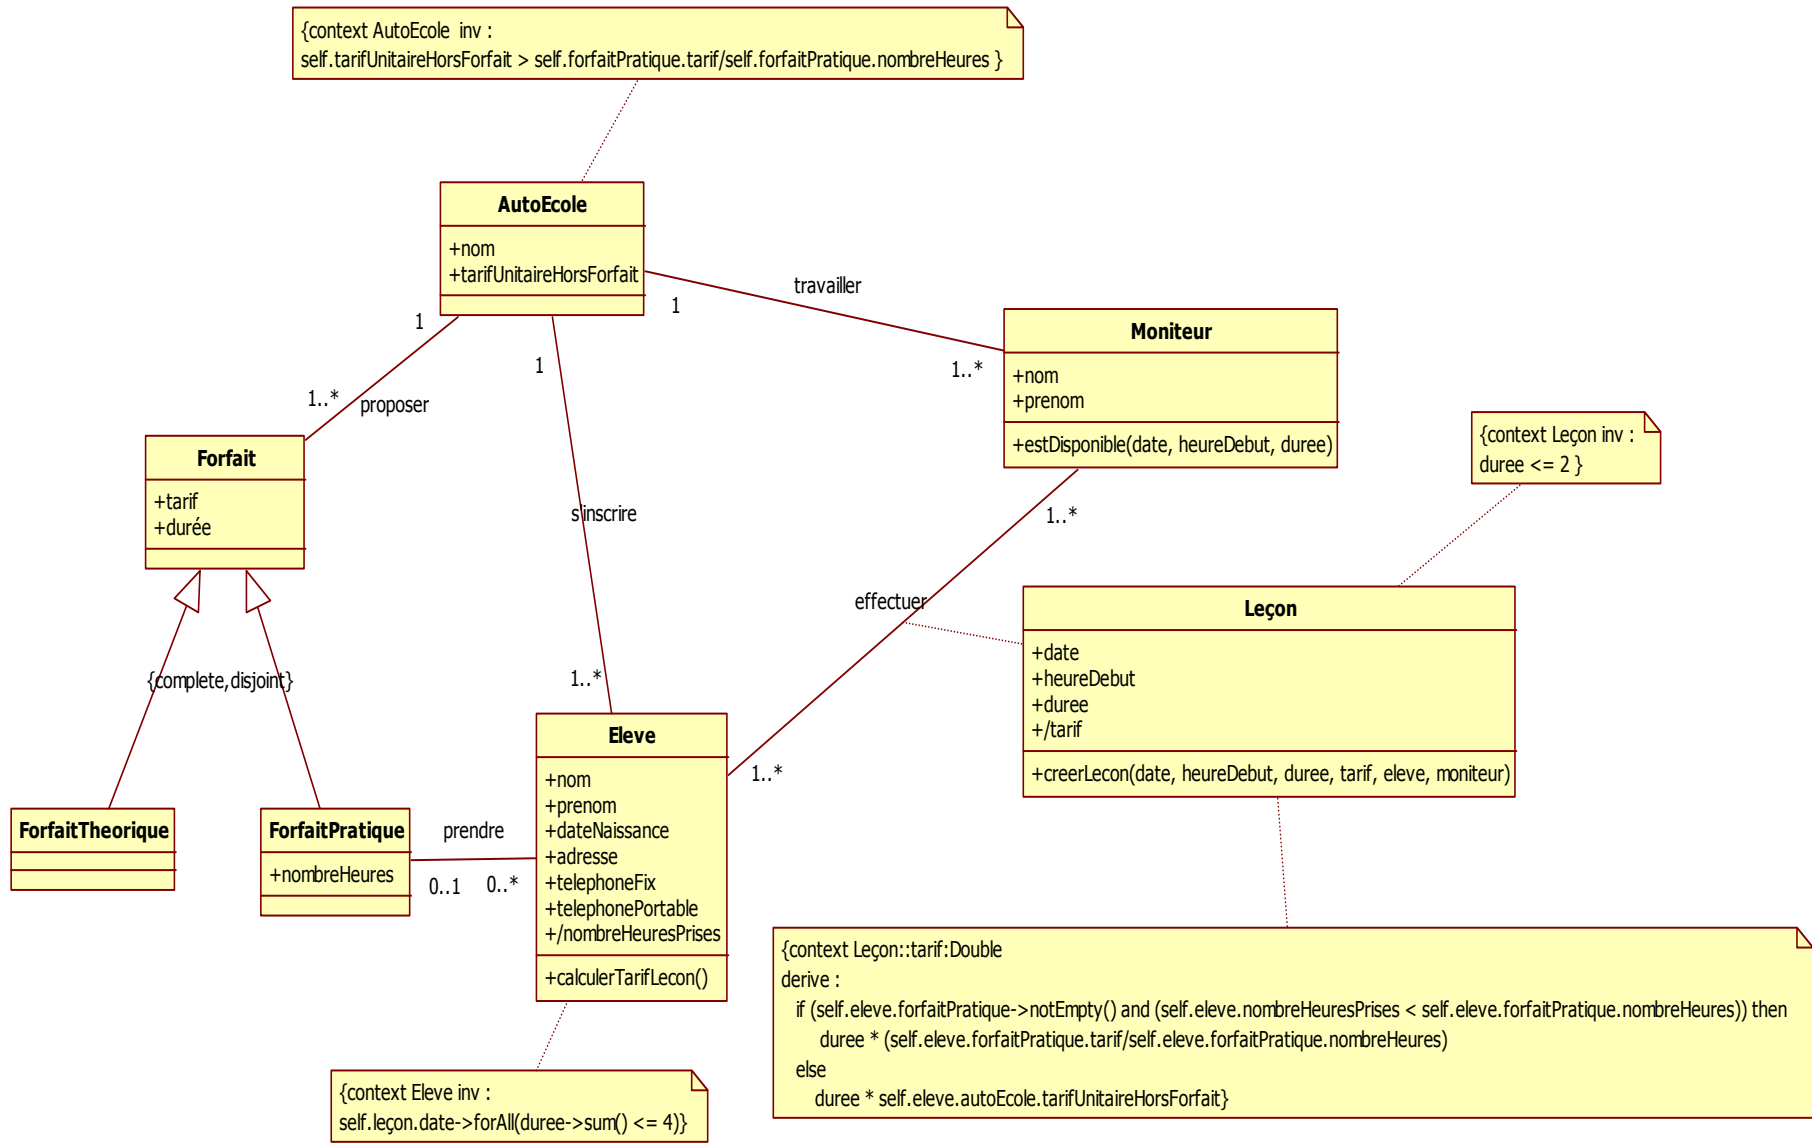 {context AutoEcole inv :
self.tarifUnitaireHorsForfait > self.forfaitPratique.tarif/self.forfaitPratique.nombreHeures }
AutoEcole
+nom
+tarifUnitaireHorsForfait
travailler
1
1..*
1
1..*
proposer
1
s'inscrire
1..*
Moniteur
+nom
+prenom
+estDisponible(date, heureDebut, duree)
{context Leçon inv :
duree <= 2 }
Forfait
+tarif
+durée
{complete,disjoint}
1..*
effectuer
1..*
Leçon
+date
+heureDebut
+duree
+/tarif
+creerLecon(date, heureDebut, duree, tarif, eleve, moniteur)
Eleve
+nom
+prenom
+dateNaissance
+adresse
+telephoneFix
+telephonePortable
+/nombreHeuresPrises
+calculerTarifLecon()
ForfaitTheorique
ForfaitPratique
+nombreHeures
prendre
0..1
0..*
{context Leçon::tarif:Double
derive :
if (self.eleve.forfaitPratique->notEmpty() and (self.eleve.nombreHeuresPrises < self.eleve.forfaitPratique.nombreHeures)) then
duree * (self.eleve.forfaitPratique.tarif/self.eleve.forfaitPratique.nombreHeures)
else
duree * self.eleve.autoEcole.tarifUnitaireHorsForfait}
{context Eleve inv :
self.leçon.date->forAll(duree->sum() <= 4)}